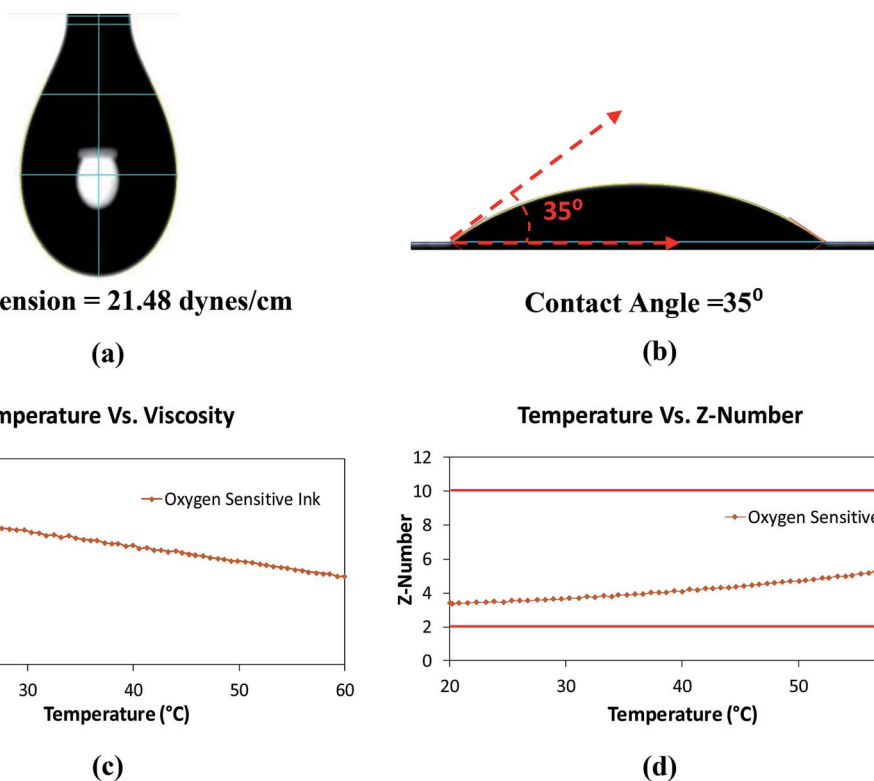 35⁰
ension = 21.48 dynes/cm
Contact Angle =35⁰
(a)
(b)
mperature Vs. Viscosity
Oxygen Sensitive Ink
30
40
50
60
Temperature (°C)
(c)
Temperature Vs. Z-Number
12
10
8
6
4
2
0
Z-Number
Oxygen Sensitive
20
30
40
50
Temperature (°C)
(d)